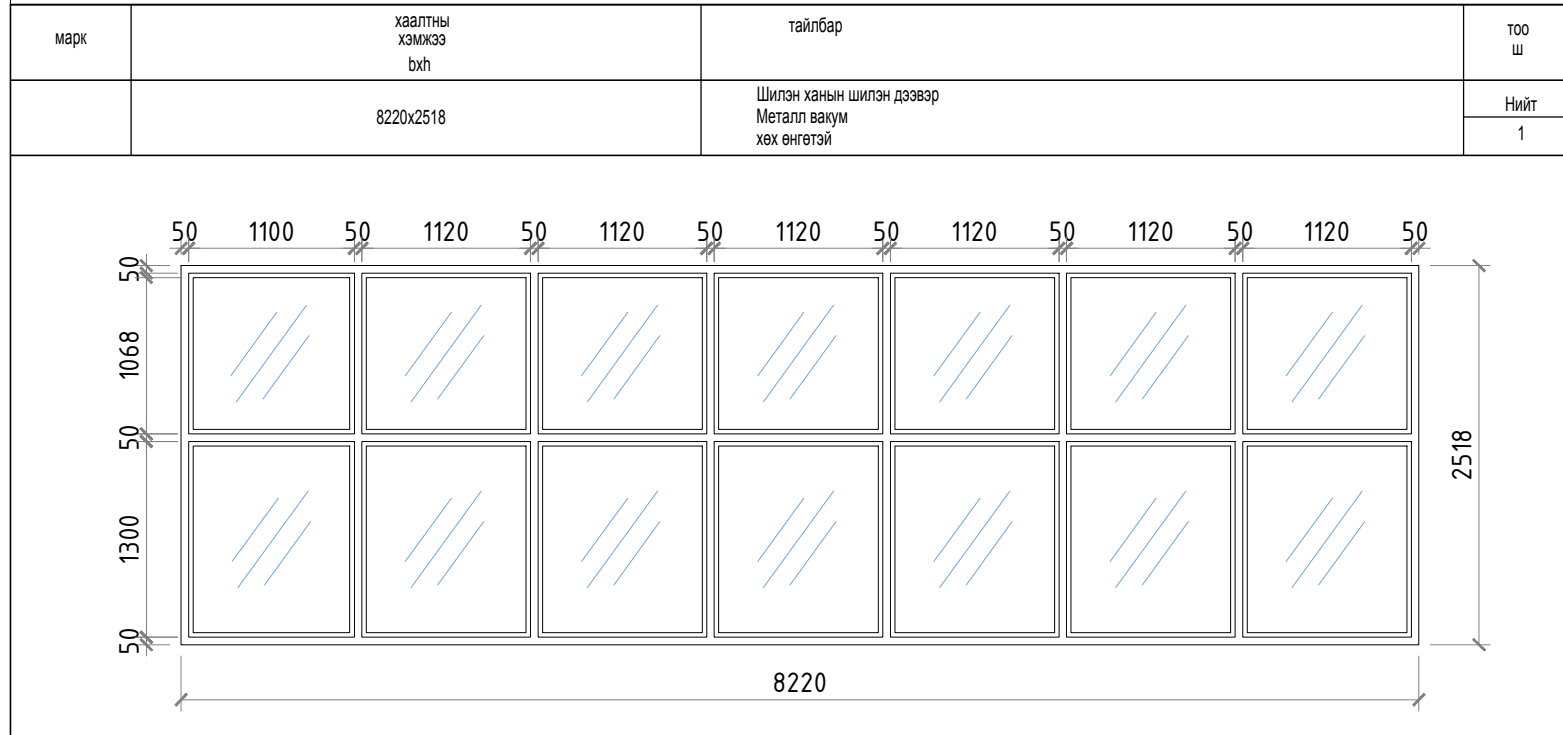 марк
хаалтны
хэмжээ
bxh
тайлбар
тоо
ш
8220x2518
Шилэн ханын шилэн дээвэр
Металл вакум
хөх өнгөтэй
Нийт
1
50 1100 50 1120 50 1120 50 1120 50 1120 50 1120 50 1120 50
50
1068
50
1300
50
2518
8220